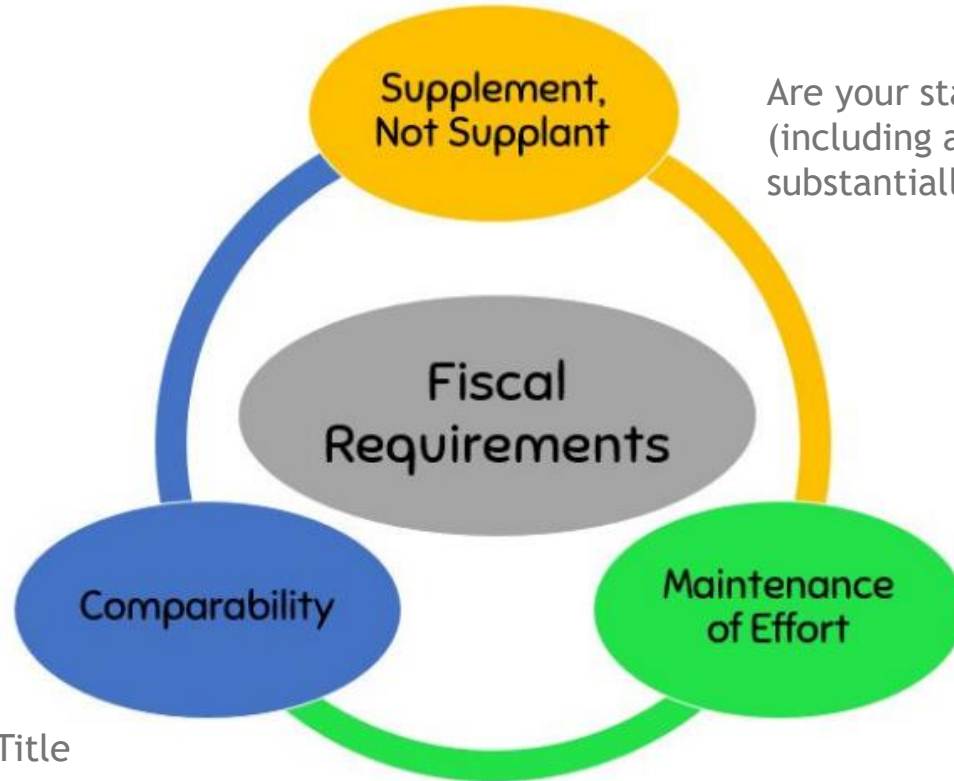 Supplement,
Not Supplant
Are your
(including
Fiscal
Requirements
Comparability
Maintenance
of Effort
Title